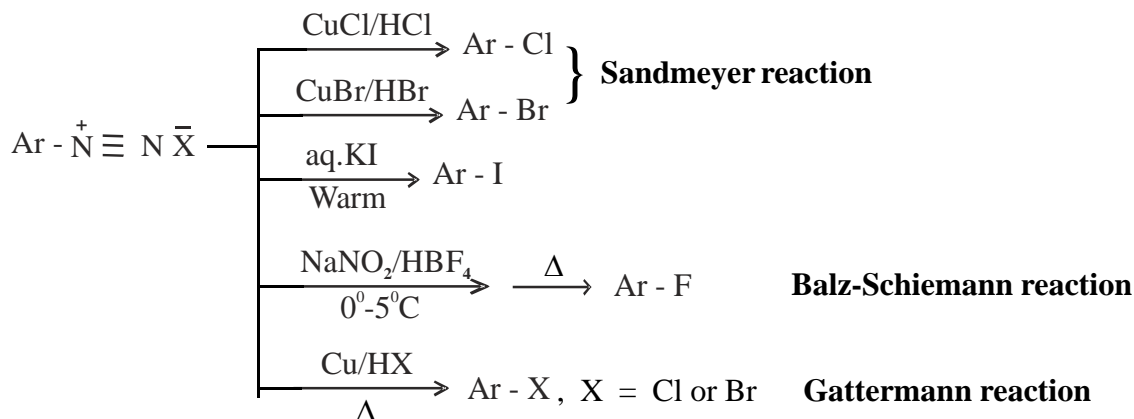 CuCl/HCl
Ar - Cl
} Sandmeyer reaction
CuBr/HBr
Ar - Br
Ar - N⁺ ≡ N X̄
aq.KI
Ar - I
Warm
NaNO₂/HBF₄
Δ
Ar - F
Balz-Schiemann reaction
0⁰-5⁰C
Cu/HX
Ar - X , X = Cl or Br
Gattermann reaction
Δ